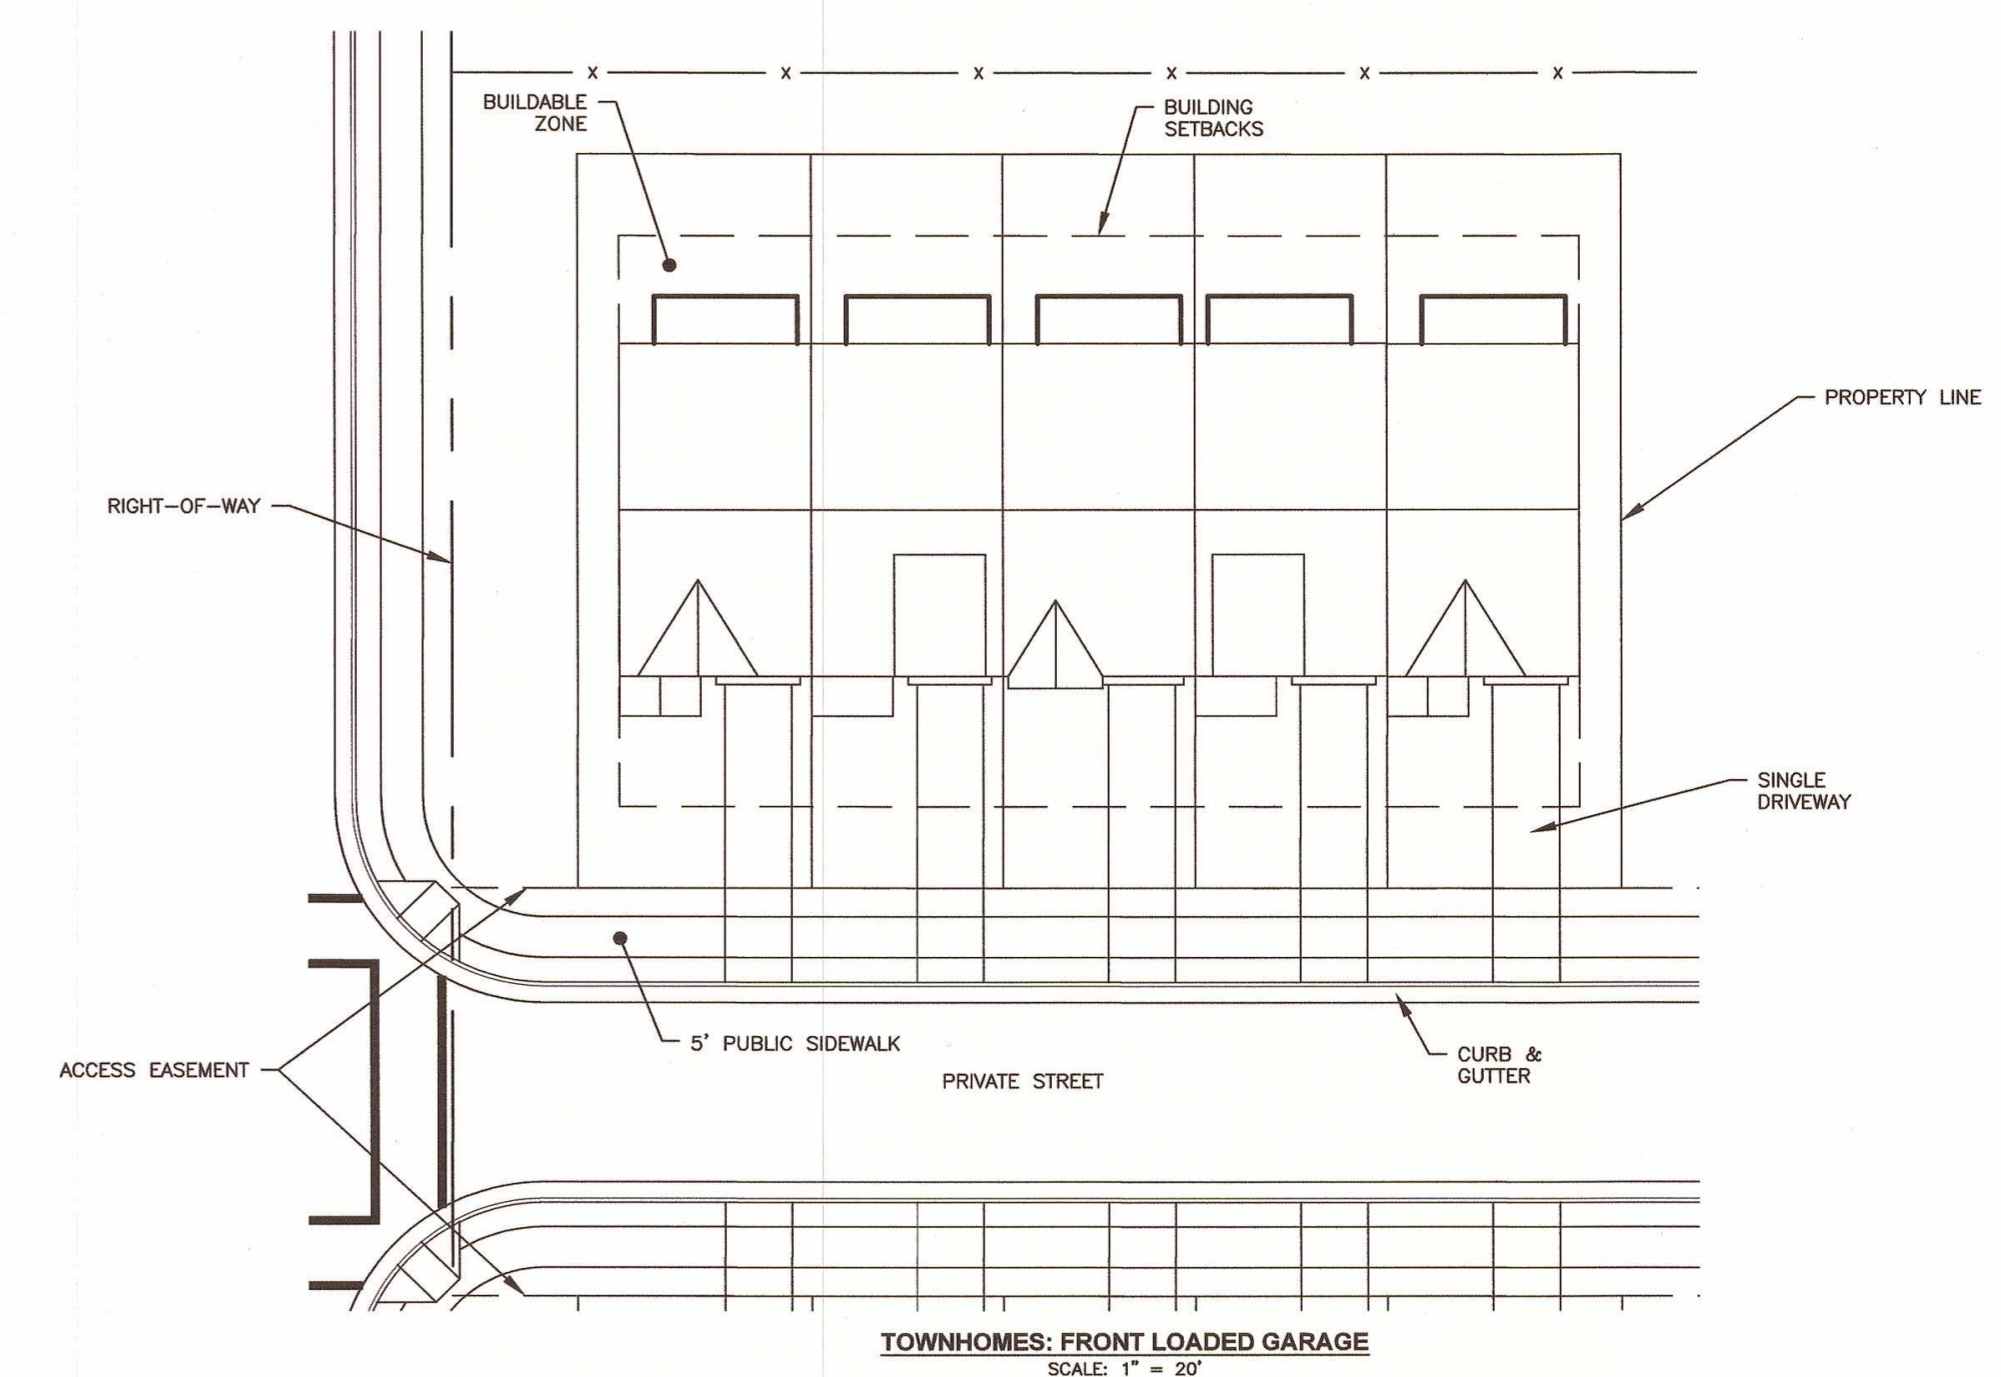 X X X X X X
BUILDABLE
ZONE
BUILDING
SETBACKS
PROPERTY LINE
RIGHT-OF-WAY
SINGLE
DRIVEWAY
5' PUBLIC SIDEWALK
CURB &
GUTTER
ACCESS EASEMENT
PRIVATE STREET
TOWNHOMES: FRONT LOADED GARAGE
SCALE: 1" = 20'